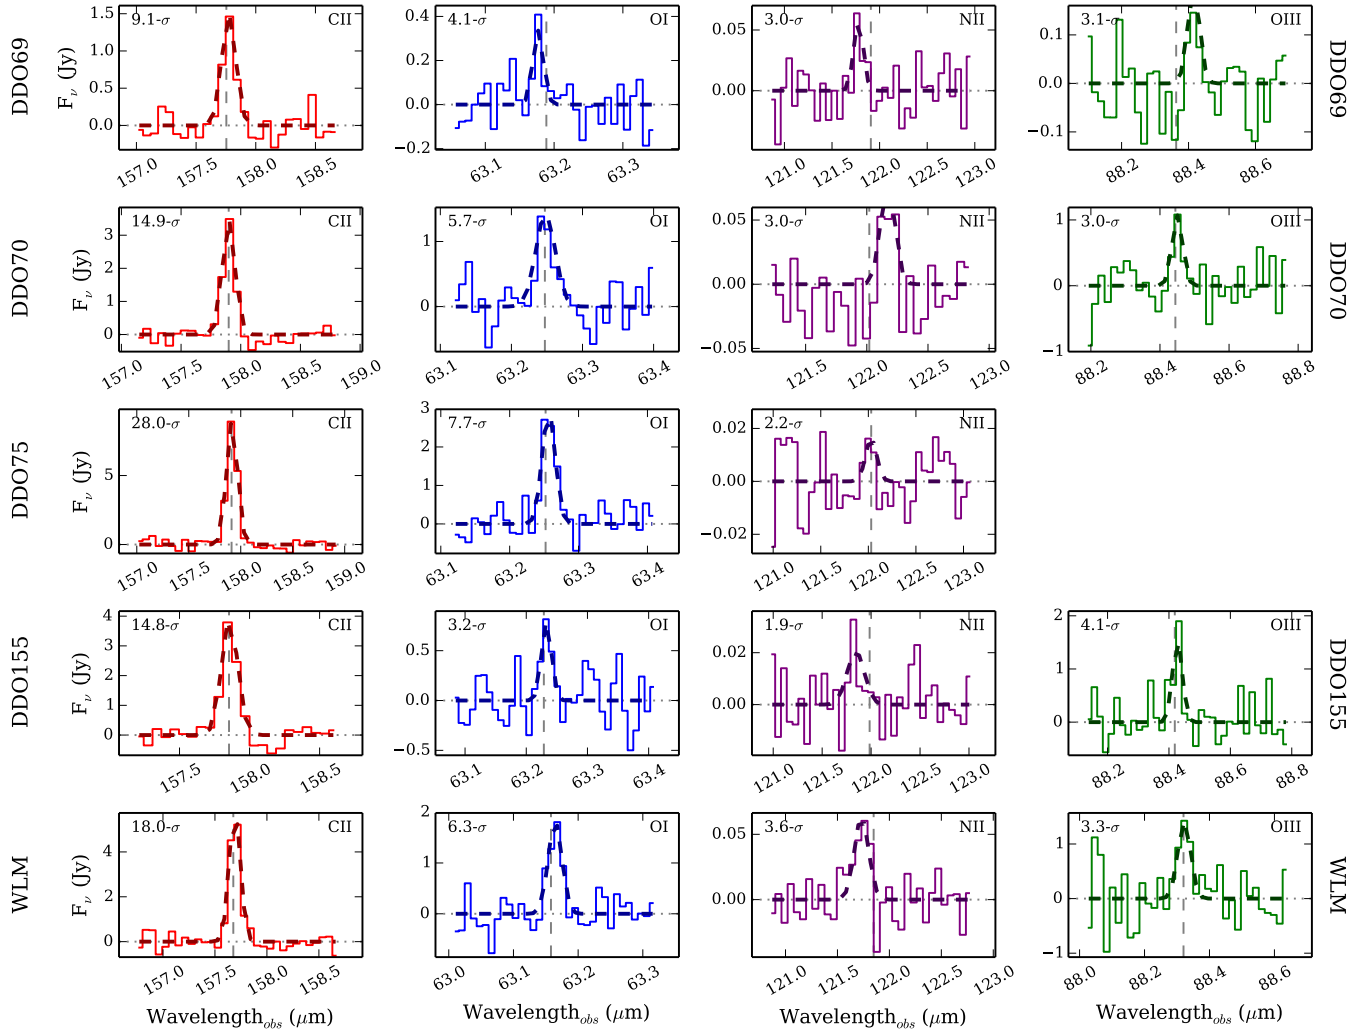 DDO69
F_ν (Jy)
9.1-σ CII
1.5
1.0
0.5
0.0
157.0 157.5 158.0 158.5
4.1-σ OI
0.4
0.2
0.0
−0.2
63.1 63.2 63.3
3.0-σ NII
0.04
0.00
121.0 121.5 122.0 122.5 123.0
3.1-σ OIII
0.1
0.0
−0.1
88.2 88.4 88.6
DDO69
DDO70
F_ν (Jy)
14.9-σ CII
3
2
1
0
157.0 157.5 158.0 158.5 159.0
5.7-σ OI
1
0
63.1 63.2 63.3 63.4
3.0-σ NII
0.05
0.00
−0.05
121.5 122.0 122.5 123.0
3.0-σ OIII
1
0
−1
88.2 88.4 88.6 88.8
DDO70
DDO75
F_ν (Jy)
28.0-σ CII
5
0
157.0 157.5 158.0 158.5 159.0
7.7-σ OI
3
2
1
0
63.1 63.2 63.3 63.4
2.2-σ NII
0.02
0.00
−0.02
121.0 121.5 122.0 122.5 123.0
DDO155
F_ν (Jy)
14.8-σ CII
4
3
2
1
0
157.5 158.0 158.5
3.2-σ OI
0.5
0.0
−0.5
63.1 63.2 63.3 63.4
1.9-σ NII
0.02
0.00
121.0 121.5 122.0 122.5 123.0
4.1-σ OIII
2
1
0
88.2 88.4 88.6 88.8
DDO155
WLM
F_ν (Jy)
18.0-σ CII
4
2
0
157.0 157.5 158.0 158.5
Wavelength_obs (μm)
6.3-σ OI
2
1
0
63.0 63.1 63.2 63.3
Wavelength_obs (μm)
3.6-σ NII
0.05
0.00
121.0 121.5 122.0 122.5 123.0
Wavelength_obs (μm)
3.3-σ OIII
1
0
−1
88.0 88.2 88.4 88.6
Wavelength_obs (μm)
WLM